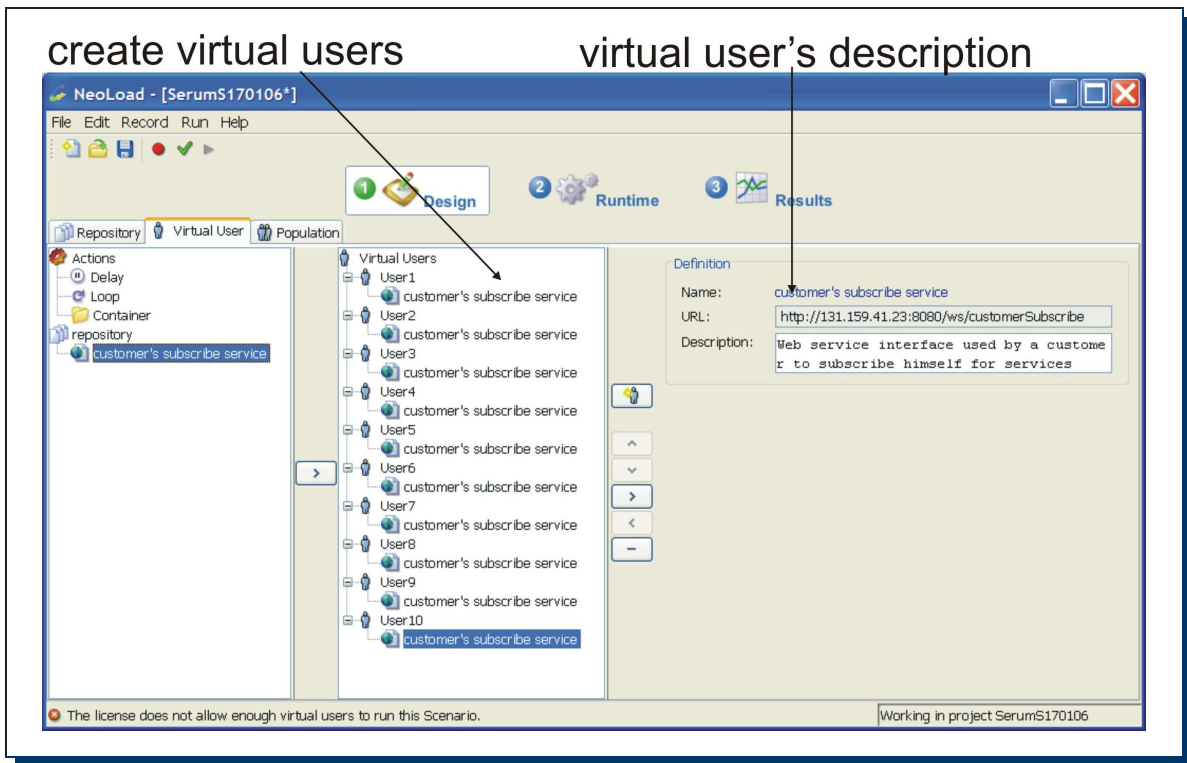 create virtual users
virtual user's description
NeoLoad - [SerumS170106*]
File Edit Record Run Help
1 Design
2 Runtime
3 Results
Repository Virtual User Population
Actions
Delay
Loop
Container
repository
customer's subscribe service
>
Virtual Users
User1
customer's subscribe service
User2
customer's subscribe service
User3
customer's subscribe service
User4
customer's subscribe service
User5
customer's subscribe service
User6
customer's subscribe service
User7
customer's subscribe service
User8
customer's subscribe service
User9
customer's subscribe service
User10
customer's subscribe service
Definition
Name: customer's subscribe service
URL: http://131.159.41.23:8080/ws/customerSubscribe
Description: Web service interface used by a custome
r to subscribe himself for services
The license does not allow enough virtual users to run this Scenario.
Working in project SerumS170106